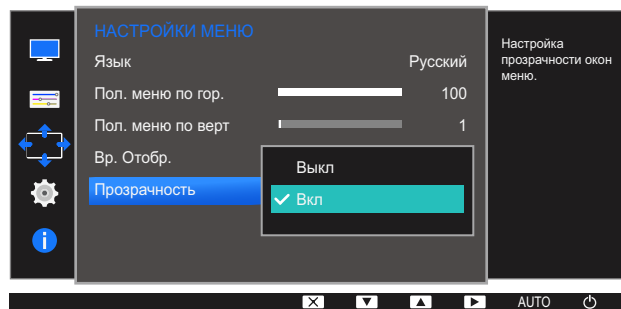 НАСТРОЙКИ МЕНЮ
Язык Русский
Пол. меню по гор. 100
Пол. меню по верт 1
Вр. Отобр.
Прозрачность
Выкл
Вкл
Настройка
прозрачности окон
меню.
AUTO